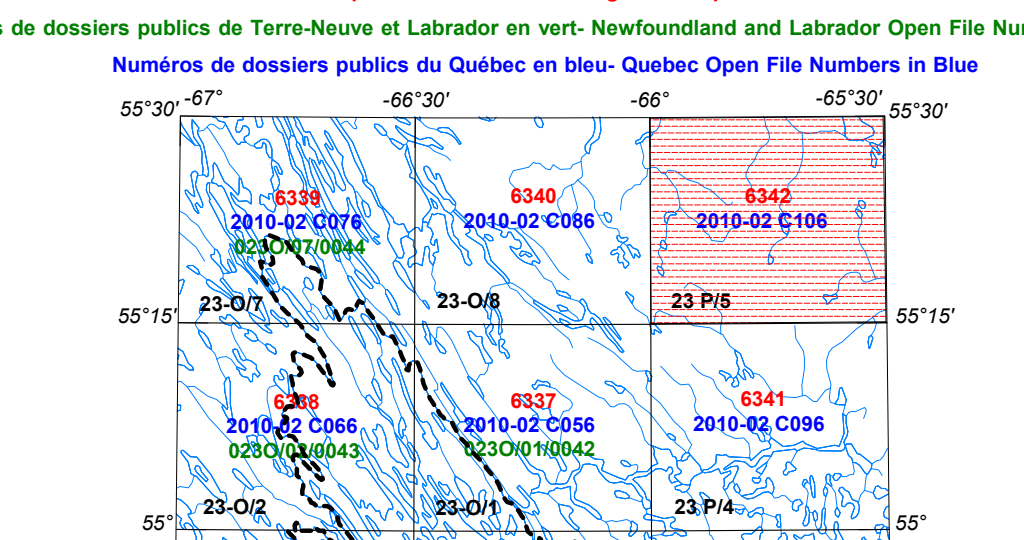 s de dossiers publics de Terre-Neuve et Labrador en vert- Newfoundland and Labrador Open File Nu
Numéros de dossiers publics du Québec en bleu- Quebec Open File Numbers in Blue
-67° -66°30' -66° -65°30'
55°30' 55°30'
6339 6340 6342
2010-02 C076 2010-02 C086 2010-02 C106
023O/07/0044
23-O/7 23-O/8 23 P/5
55°15' 55°15'
6338 6337 6341
2010-02 C066 2010-02 C056 2010-02 C096
023O/02/0043 023O/01/0042
23-O/2 23-O/1 23 P/4
55° 55°